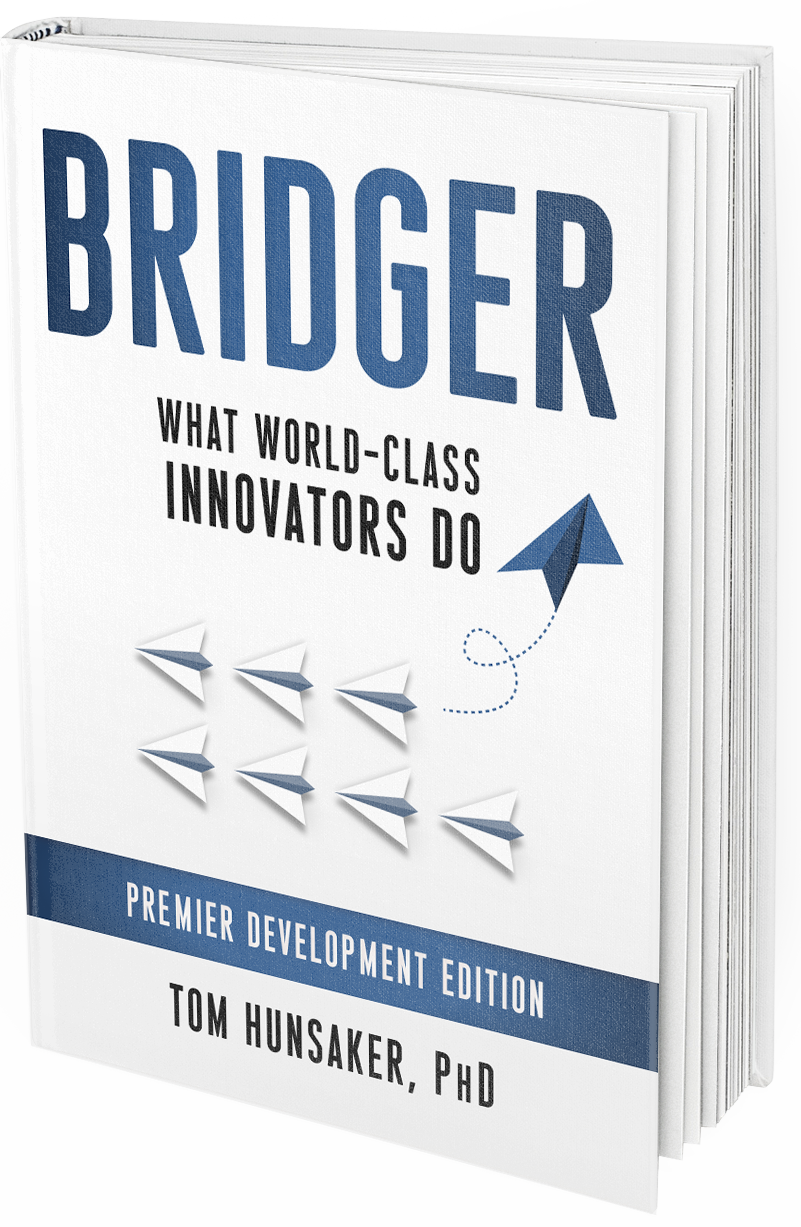 BRIDGER
WHAT WORLD-CLASS
INNOVATORS DO
PREMIER DEVELOPMENT EDITION
TOM HUNSAKER, PhD